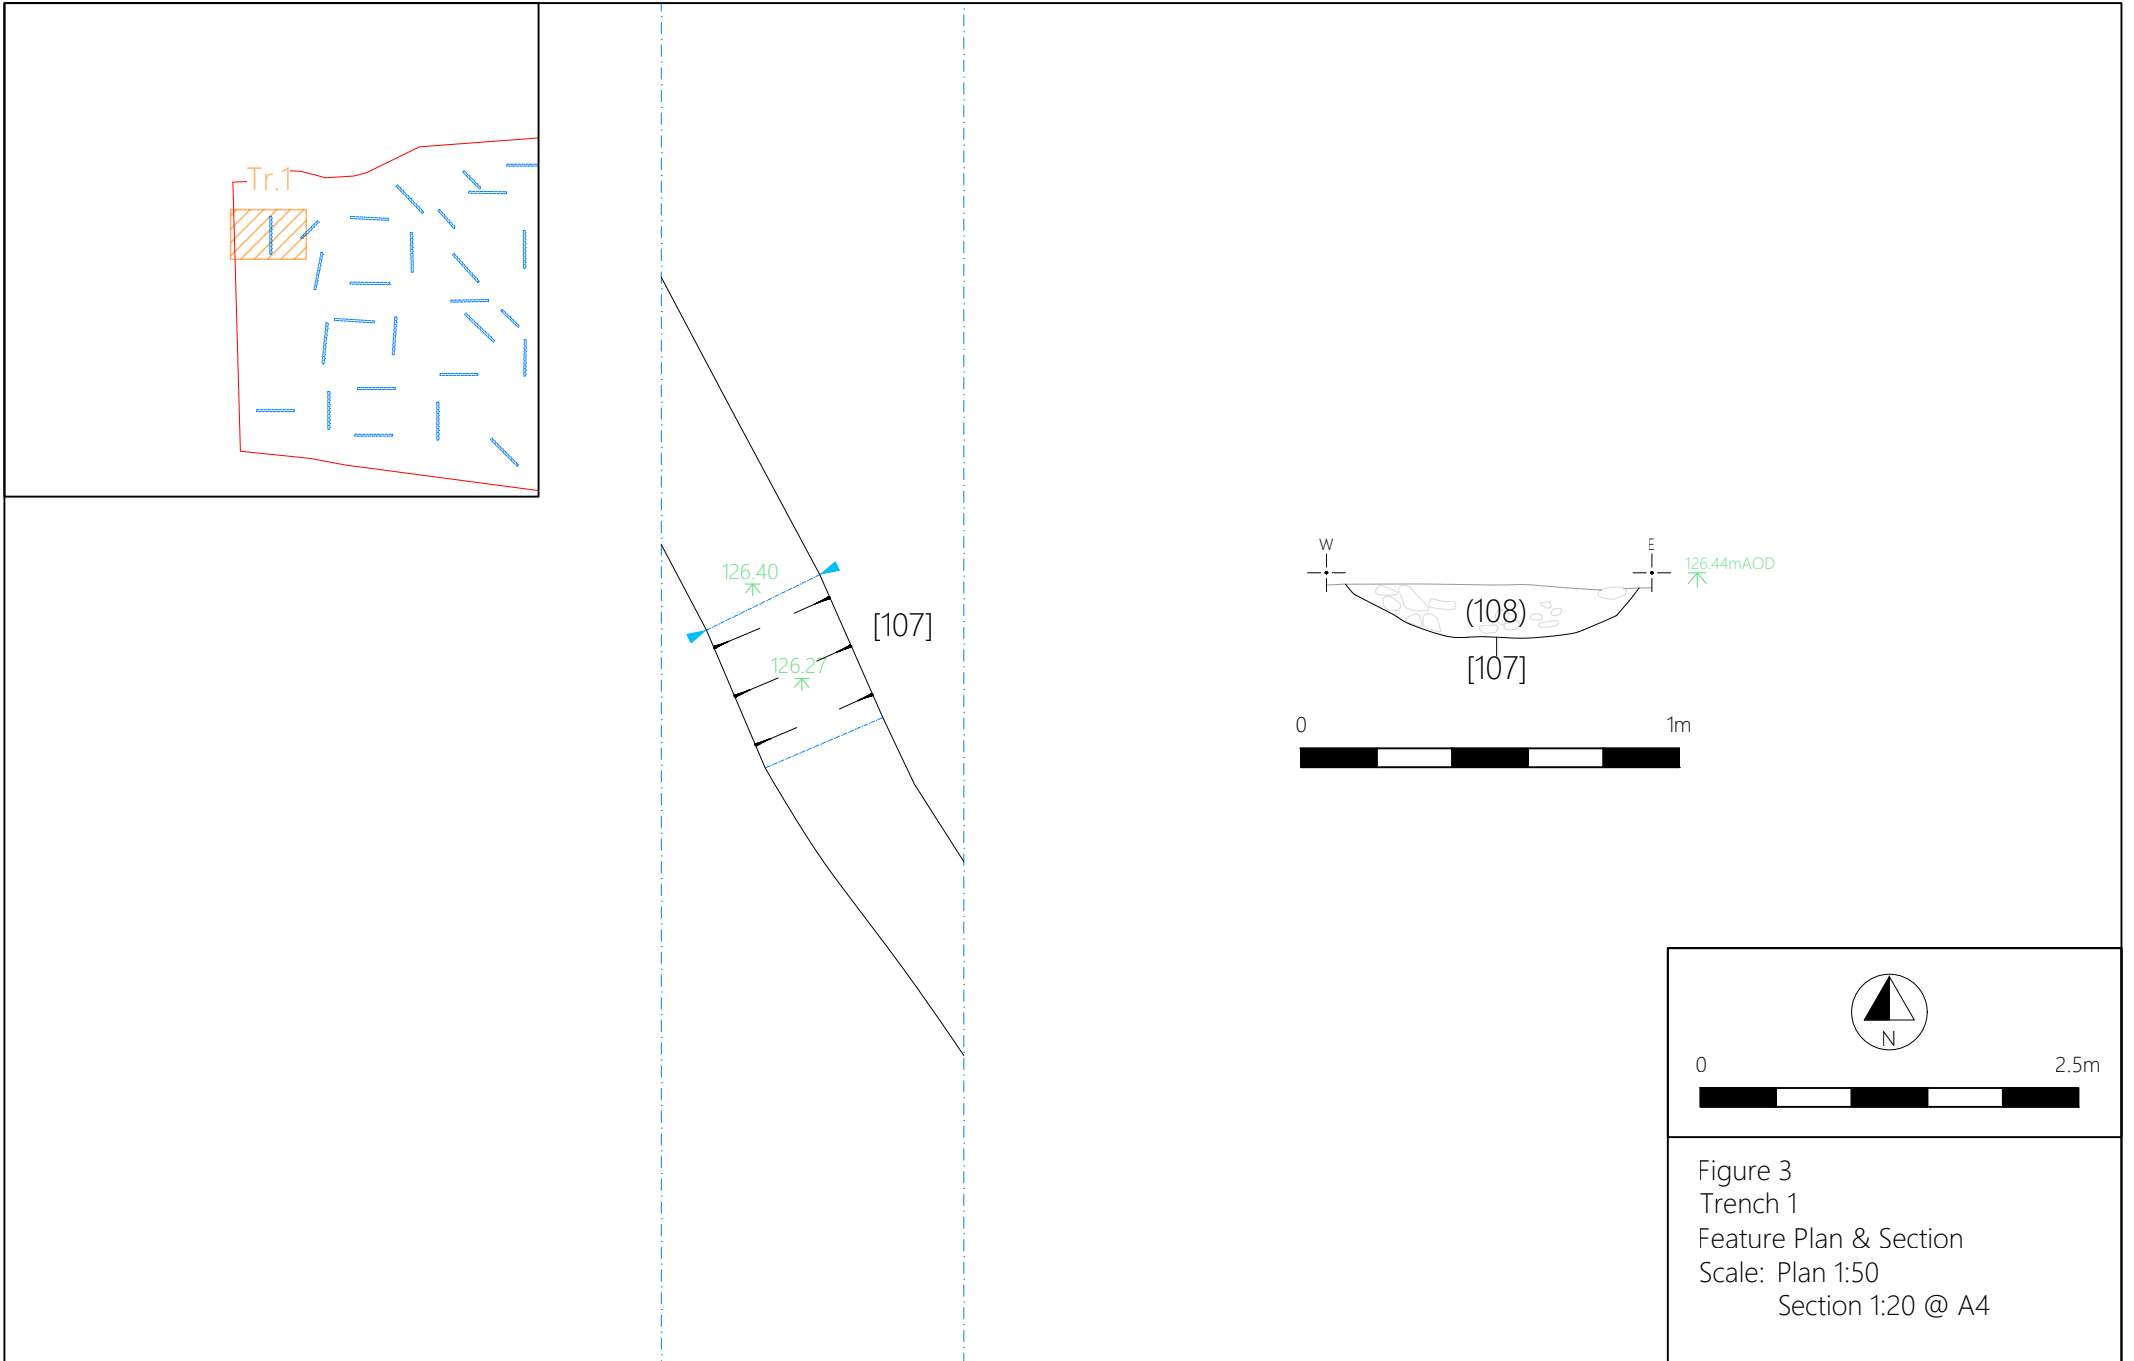 Tr.1
126.40
126.27
[107]
W
E
126.44mAOD
(108)
[107]
0
1m
N
0
2.5m
Figure 3
Trench 1
Feature Plan & Section
Scale: Plan 1:50
Section 1:20 @ A4